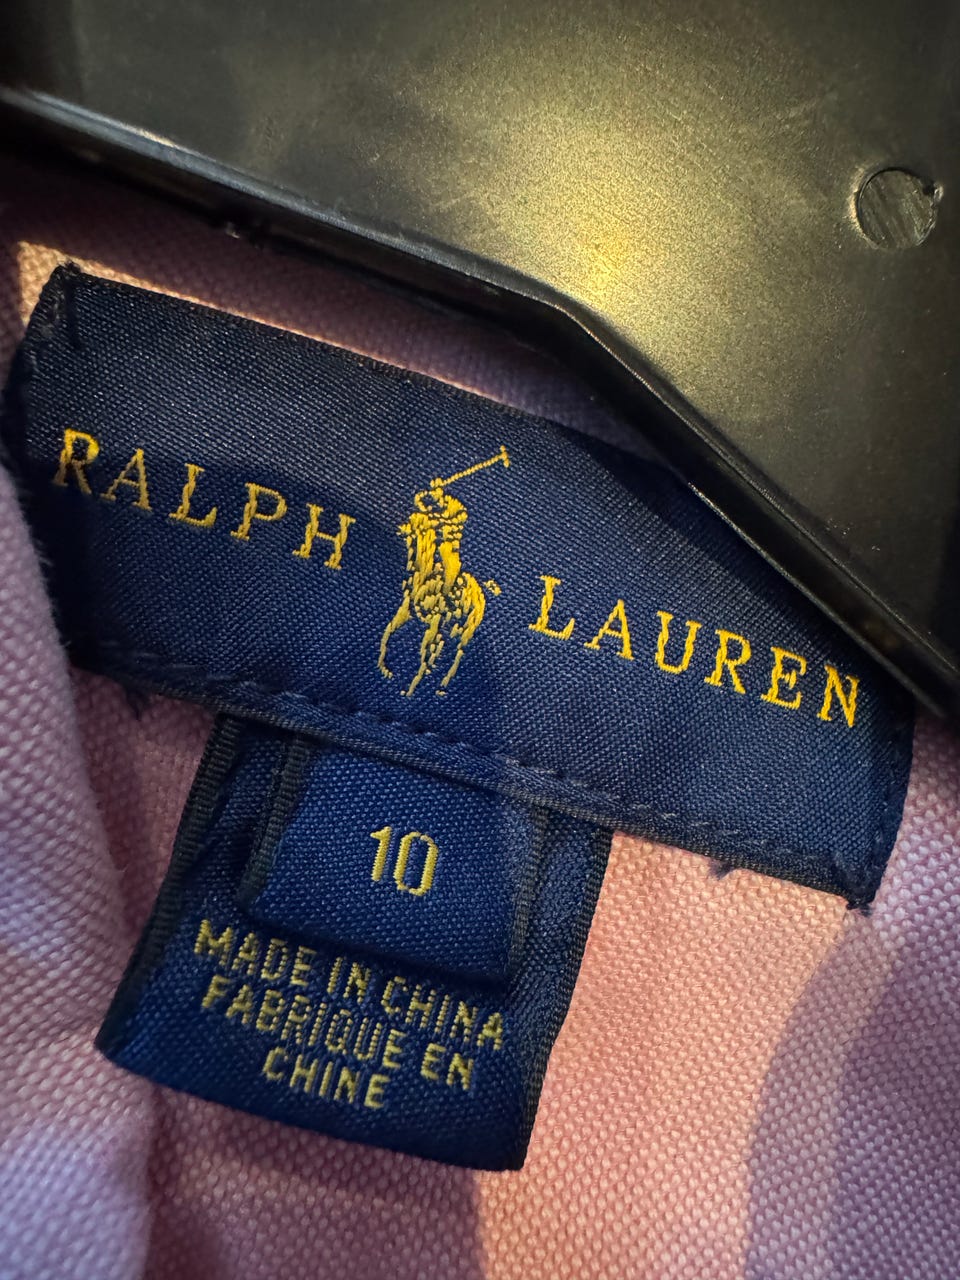 RALPH LAUREN
10
MADE IN CHINA
FABRIQUE EN
CHINE